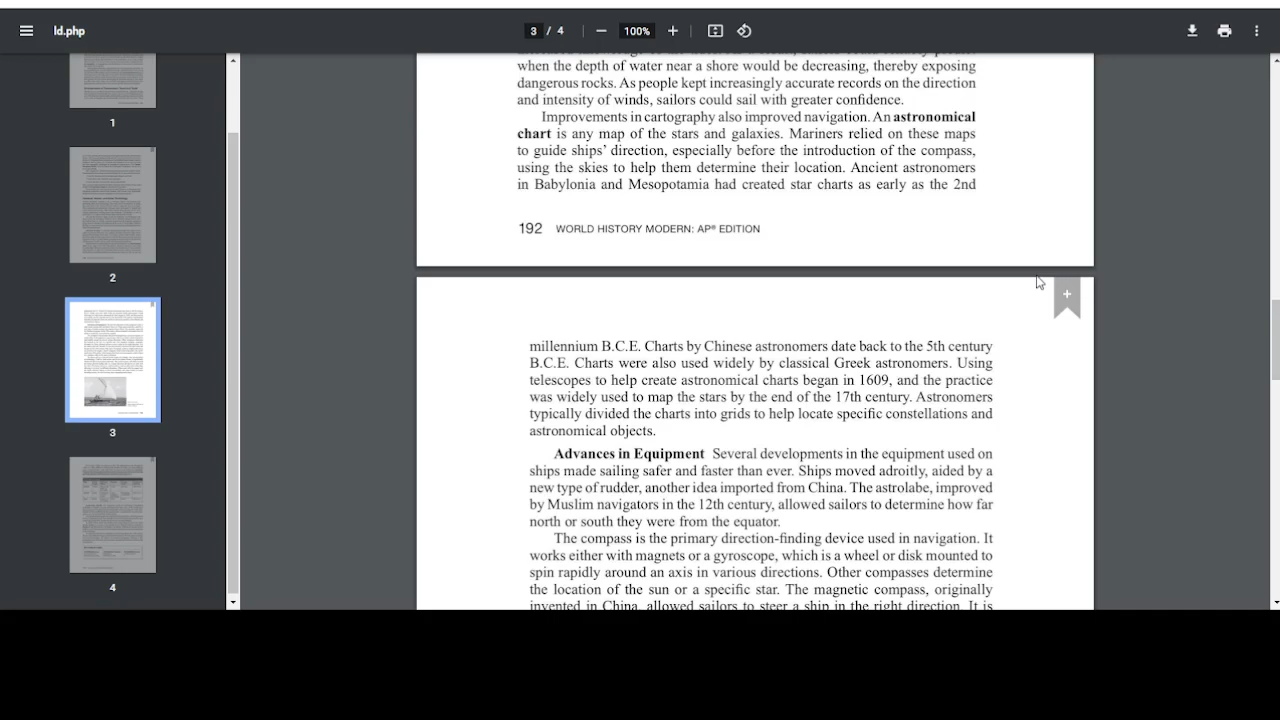 ld.php
3 / 4
100%
1
2
3
4
when the depth of water near a shore would be decreasing, thereby exposing
dangerous rocks. As people kept increasingly accurate records on the direction
and intensity of winds, sailors could sail with greater confidence.
Improvements in cartography also improved navigation. An astronomical
chart is any map of the stars and galaxies. Mariners relied on these maps
to guide ships' direction, especially before the introduction of the compass,
using the skies to help them determine their location. Ancient astronomers
in Babylonia and Mesopotamia had created star charts as early as the 2nd
192 WORLD HISTORY MODERN: AP® EDITION
millennium B.C.E. Charts by Chinese astronomers date back to the 5th century
B.C.E. Charts were also used widely by classical Greek astronomers. Using
telescopes to help create astronomical charts began in 1609, and the practice
was widely used to map the stars by the end of the 17th century. Astronomers
typically divided the charts into grids to help locate specific constellations and
astronomical objects.
Advances in Equipment Several developments in the equipment used on
ships made sailing safer and faster than ever. Ships moved adroitly, aided by a
new type of rudder, another idea imported from China. The astrolabe, improved
by Muslim navigators in the 12th century, allowed sailors to determine how far
north or south they were from the equator.
The compass is the primary direction-finding device used in navigation. It
works either with magnets or a gyroscope, which is a wheel or disk mounted to
spin rapidly around an axis in various directions. Other compasses determine
the location of the sun or a specific star. The magnetic compass, originally
invented in China, allowed sailors to steer a ship in the right direction. It is